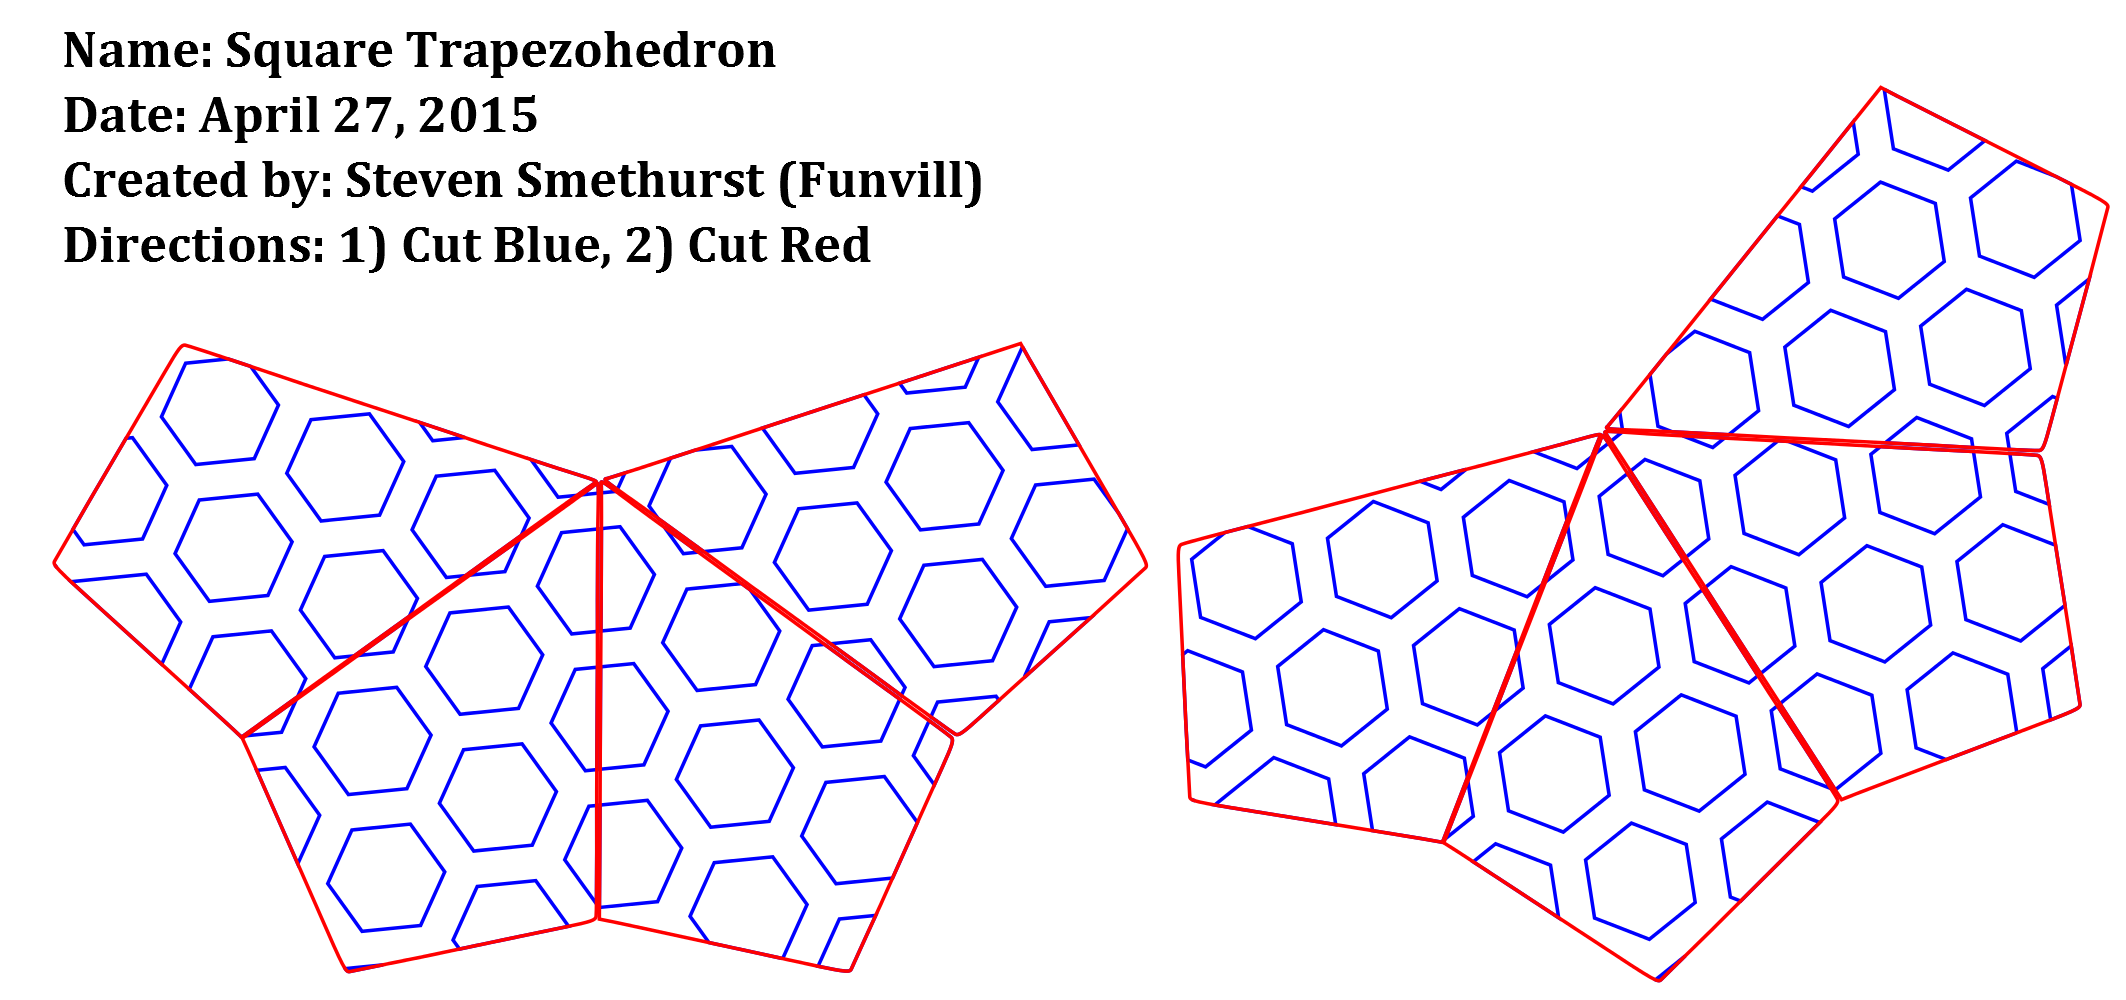 Name: Square Trapezohedron
Date: April 27, 2015
Created by: Steven Smethurst (Funvill)
Directions: 1) Cut Blue, 2) Cut Red